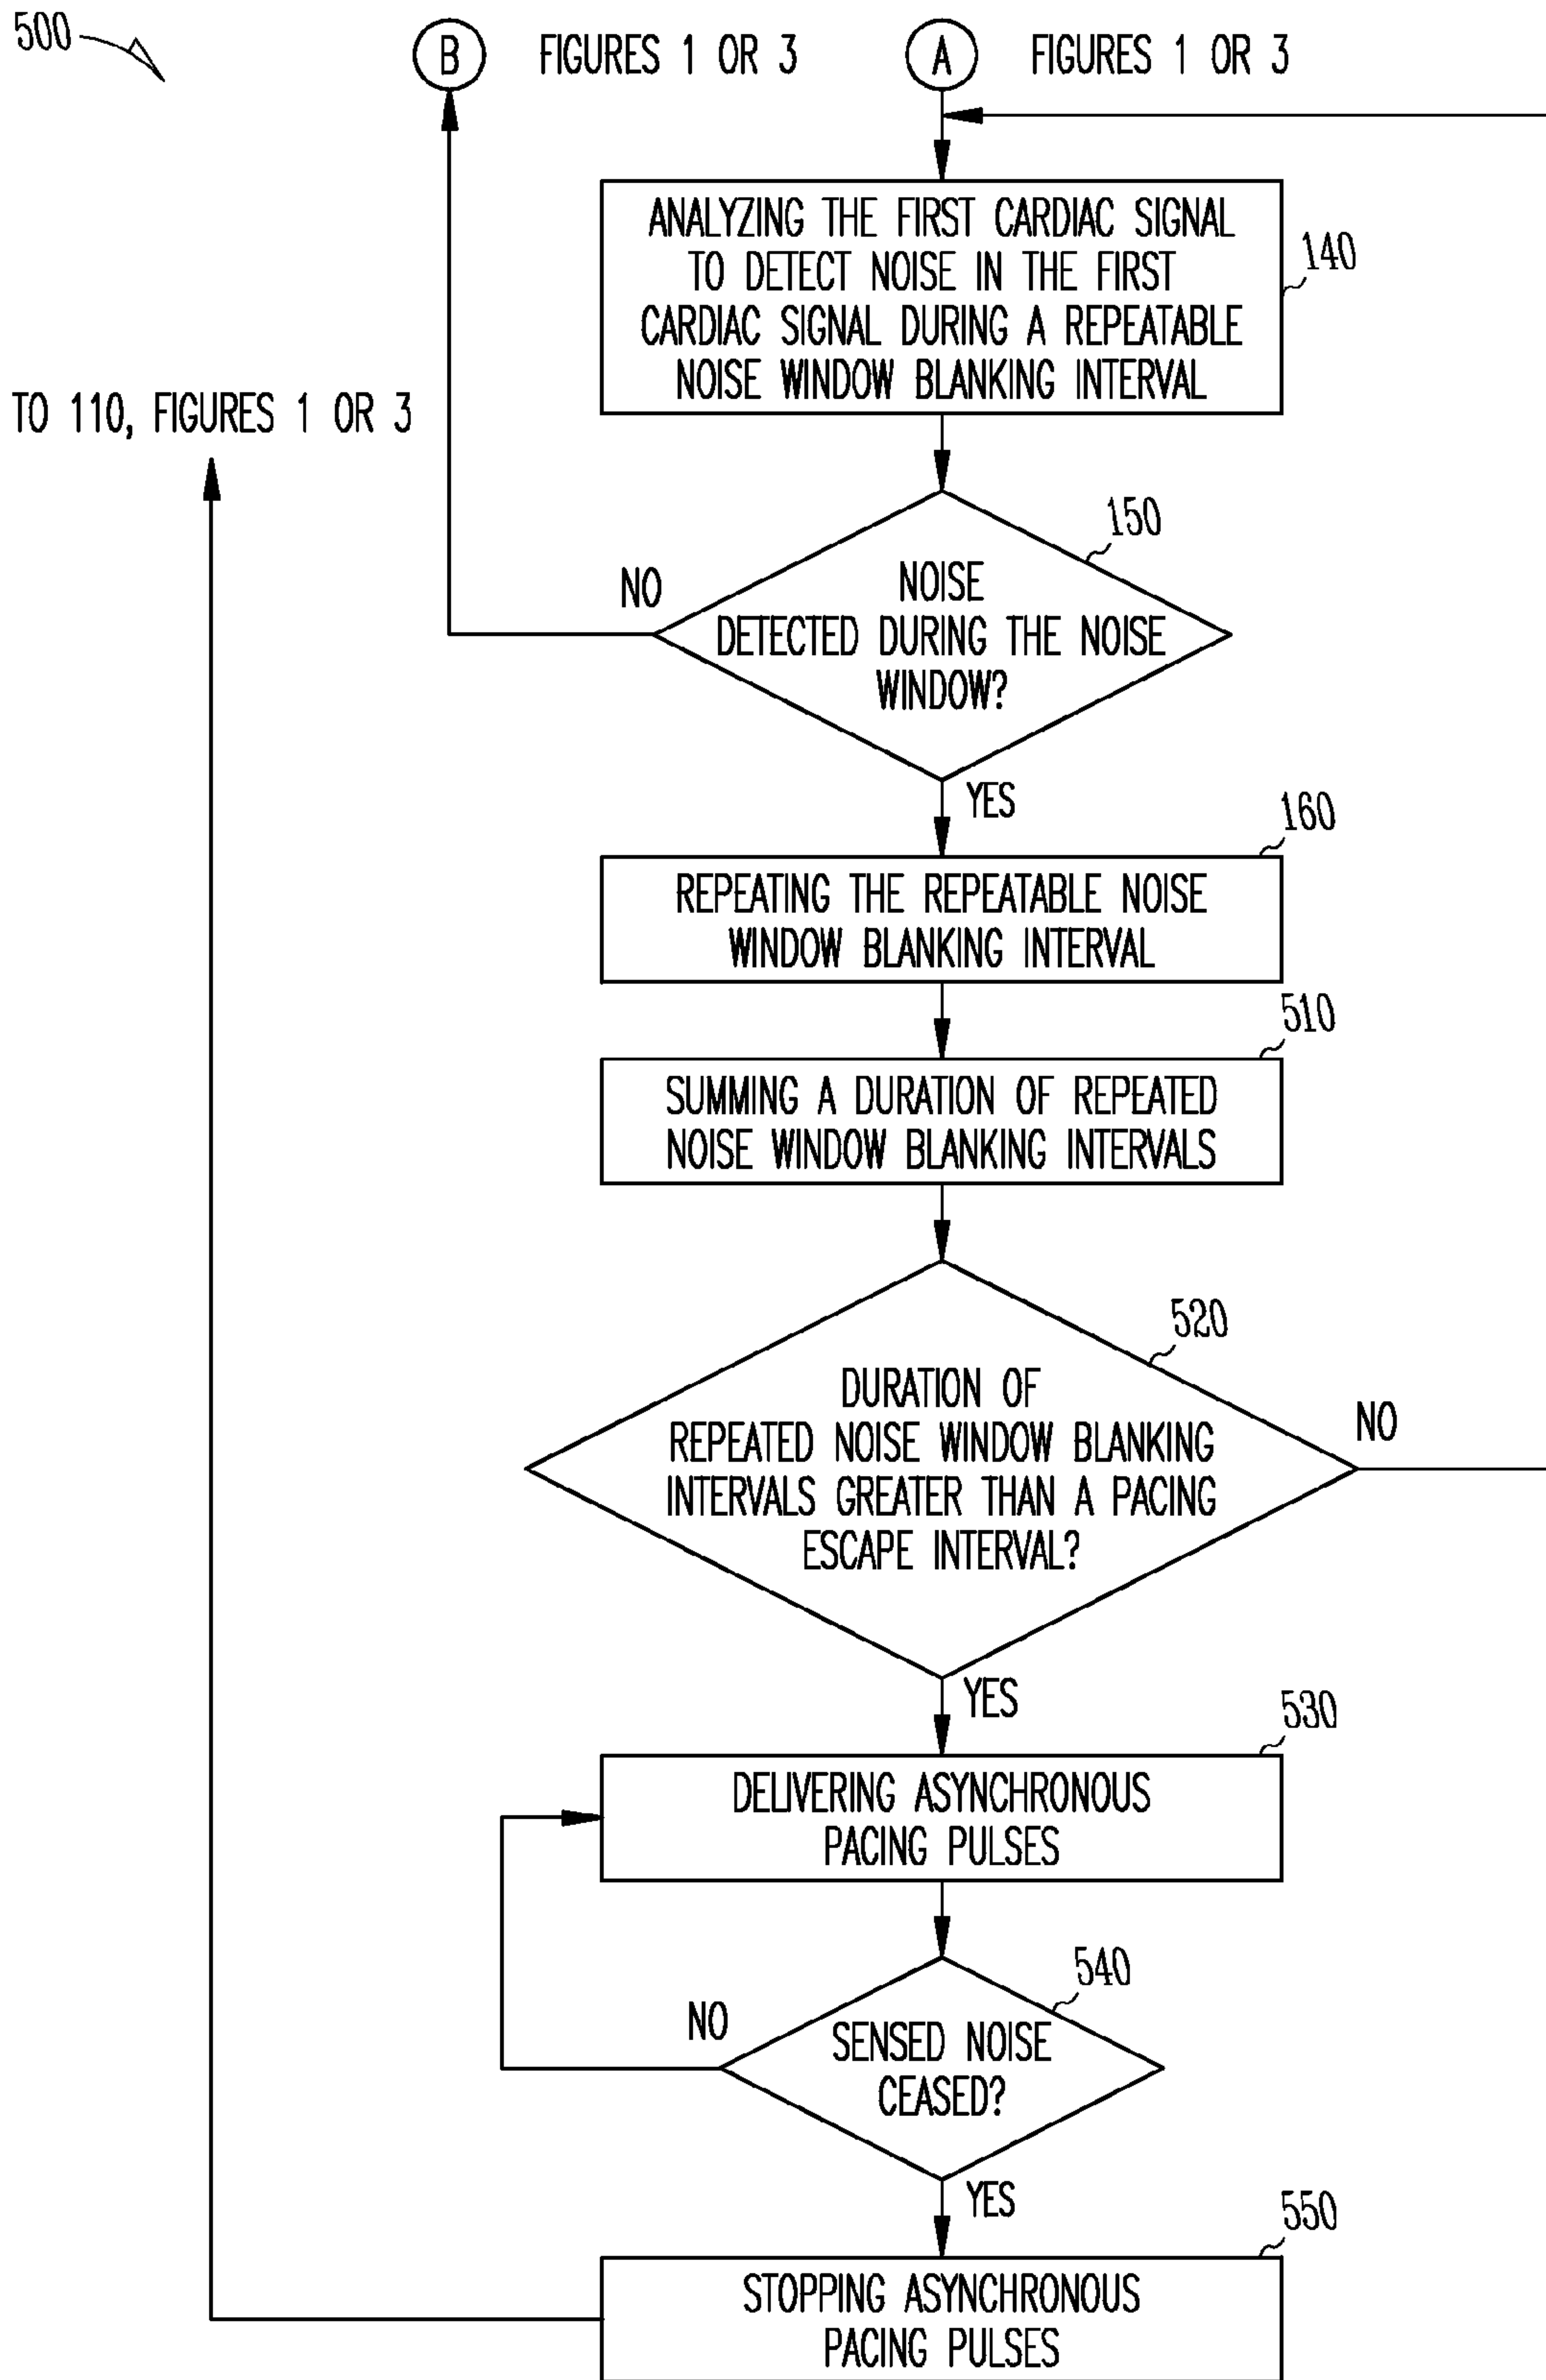 500
B FIGURES 1 OR 3
A FIGURES 1 OR 3
ANALYZING THE FIRST CARDIAC SIGNAL
TO DETECT NOISE IN THE FIRST
CARDIAC SIGNAL DURING A REPEATABLE
NOISE WINDOW BLANKING INTERVAL
140
TO 110, FIGURES 1 OR 3
150
NO
NOISE
DETECTED DURING THE NOISE
WINDOW?
YES
160
REPEATING THE REPEATABLE NOISE
WINDOW BLANKING INTERVAL
510
SUMMING A DURATION OF REPEATED
NOISE WINDOW BLANKING INTERVALS
520
DURATION OF
REPEATED NOISE WINDOW BLANKING
INTERVALS GREATER THAN A PACING
ESCAPE INTERVAL?
NO
YES
530
DELIVERING ASYNCHRONOUS
PACING PULSES
540
NO
SENSED NOISE
CEASED?
YES
550
STOPPING ASYNCHRONOUS
PACING PULSES